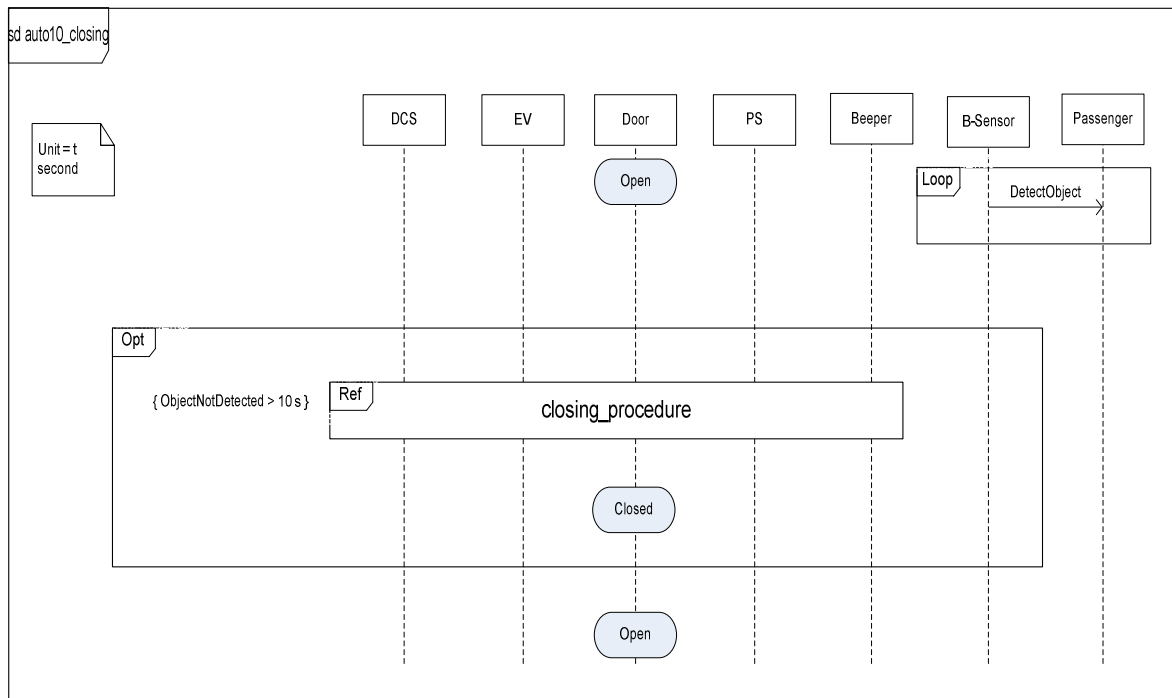 sd auto10_closing
Unit = t
second
DCS
EV
Door
PS
Beeper
B-Sensor
Passenger
Open
Loop
DetectObject
Opt
{ ObjectNotDetected > 10 s }
Ref
closing_procedure
Closed
Open